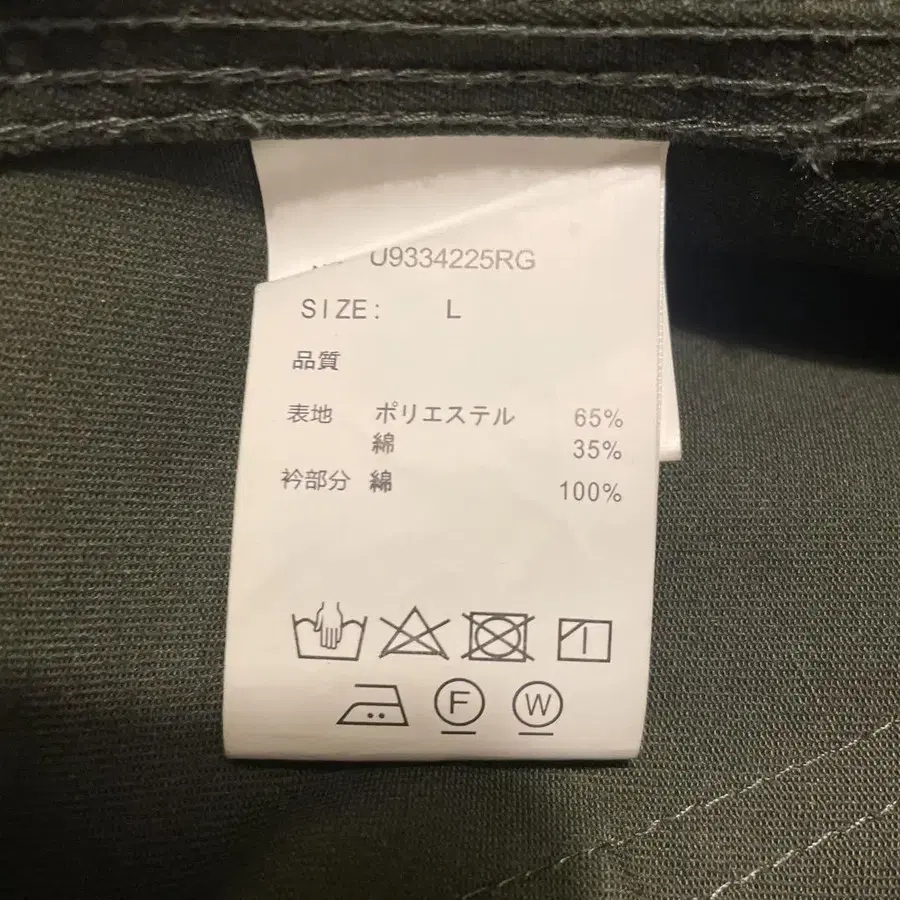 U9334225RG
SIZE: L
品質
表地 ポリエステル 65%
綿 35%
衿部分 綿 100%
F W